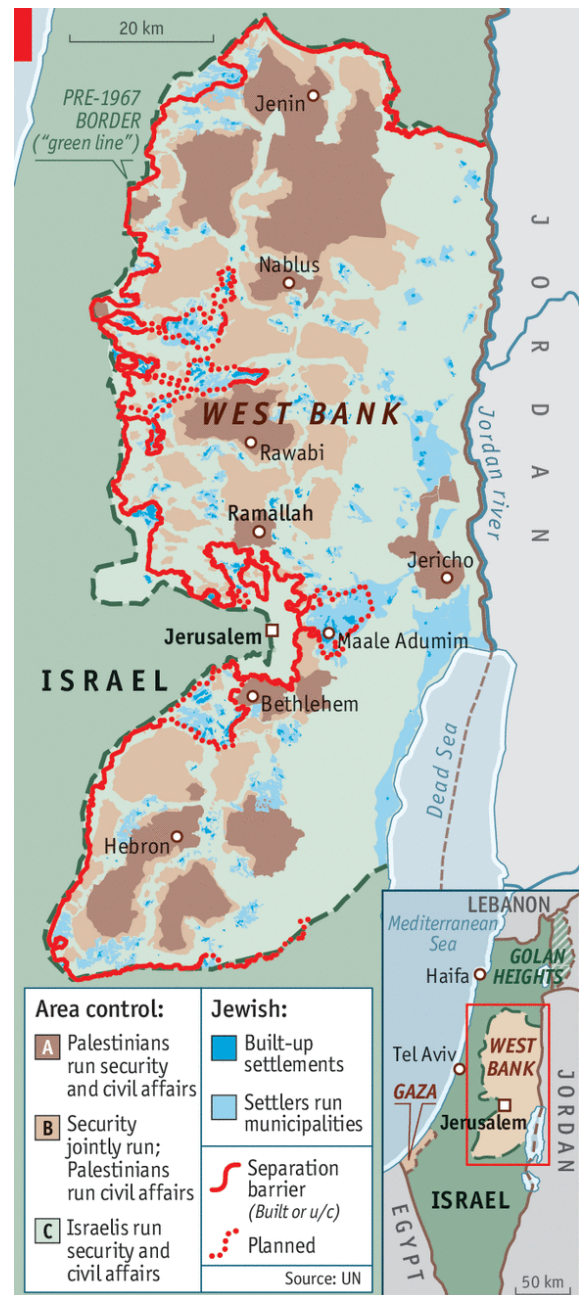 20 km
PRE-1967
BORDER
("green line")
Jenin
Nablus
WEST BANK
Rawabi
Ramallah
Jericho
Jerusalem
Maale Adumim
ISRAEL
Bethlehem
Hebron
JORDAN
Jordan river
Dead Sea
Area control:
A Palestinians
run security
and civil affairs
B Security
jointly run;
Palestinians
run civil affairs
C Israelis run
security and
civil affairs
Jewish:
Built-up
settlements
Settlers run
municipalities
Separation
barrier
(Built or u/c)
Planned
Source: UN
LEBANON
Mediterranean
Sea
GOLAN
HEIGHTS
Haifa
Tel Aviv
WEST
BANK
GAZA
Jerusalem
JORDAN
ISRAEL
EGYPT
50 km